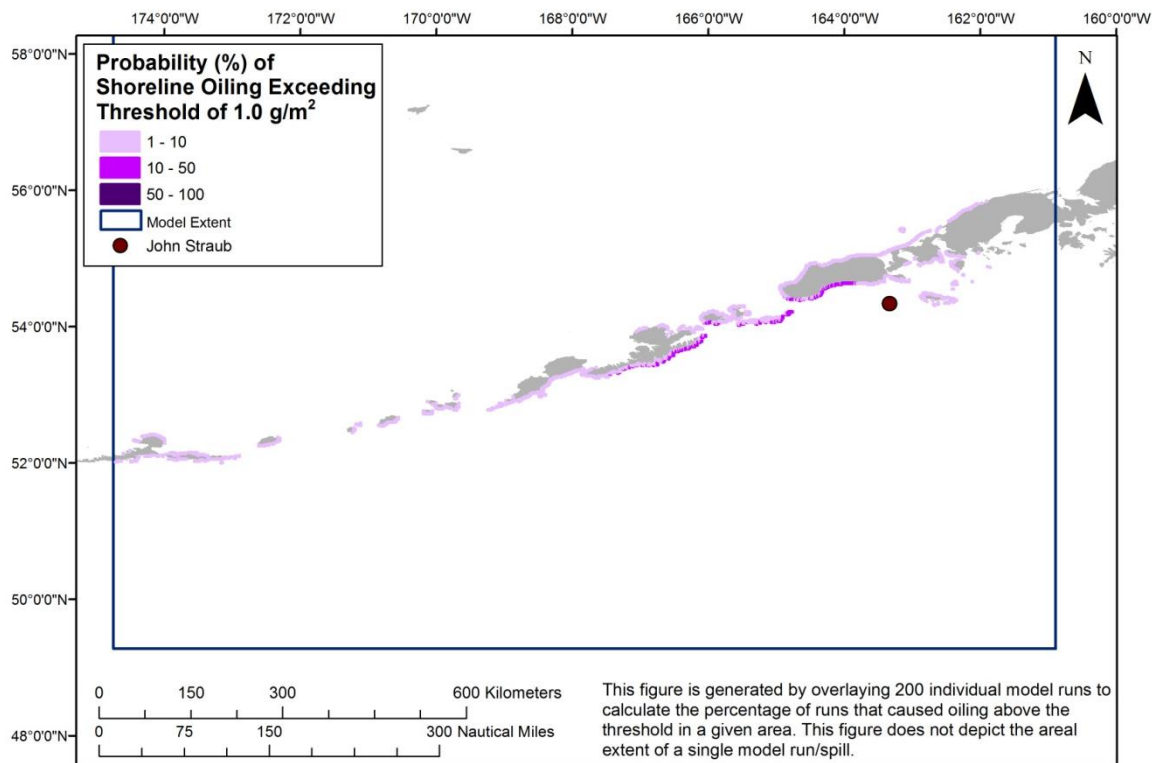 174°0'0"W 172°0'0"W 170°0'0"W 168°0'0"W 166°0'0"W 164°0'0"W 162°0'0"W 160°0'0"W
58°0'0"N
Probability (%) of
Shoreline Oiling Exceeding
Threshold of 1.0 g/m²
1 - 10
10 - 50
50 - 100
Model Extent
John Straub
N
56°0'0"N
54°0'0"N
52°0'0"N
50°0'0"N
48°0'0"N
0 150 300 600 Kilometers
0 75 150 300 Nautical Miles
This figure is generated by overlaying 200 individual model runs to
calculate the percentage of runs that caused oiling above the
threshold in a given area. This figure does not depict the areal
extent of a single model run/spill.